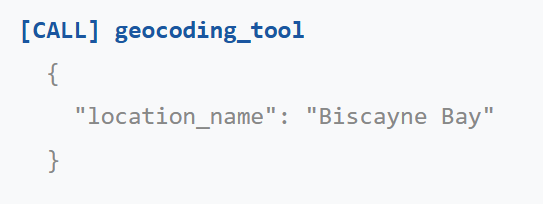 [CALL] geocoding_tool
{
"location_name": "Biscayne Bay"
}